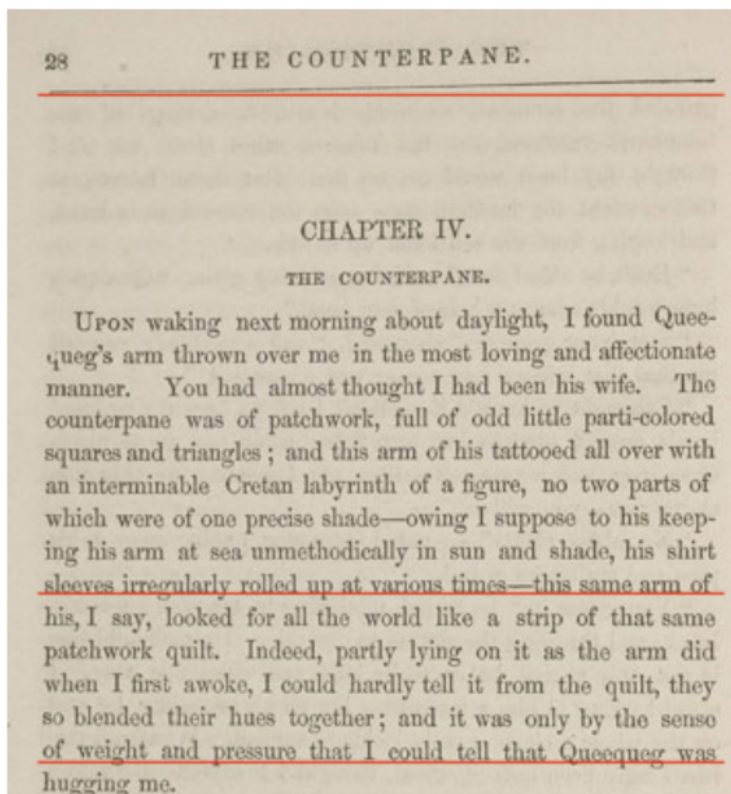 28 THE COUNTERPANE.
CHAPTER IV.
THE COUNTERPANE.
UPON waking next morning about daylight, I found Quee-
queg's arm thrown over me in the most loving and affectionate
manner. You had almost thought I had been his wife. The
counterpane was of patchwork, full of odd little parti-colored
squares and triangles; and this arm of his tattooed all over with
an interminable Cretan labyrinth of a figure, no two parts of
which were of one precise shade—owing I suppose to his keep-
ing his arm at sea unmethodically in sun and shade, his shirt
sleeves irregularly rolled up at various times—this same arm of
his, I say, looked for all the world like a strip of that same
patchwork quilt. Indeed, partly lying on it as the arm did
when I first awoke, I could hardly tell it from the quilt, they
so blended their hues together; and it was only by the sense
of weight and pressure that I could tell that Queequeg was
hugging me.